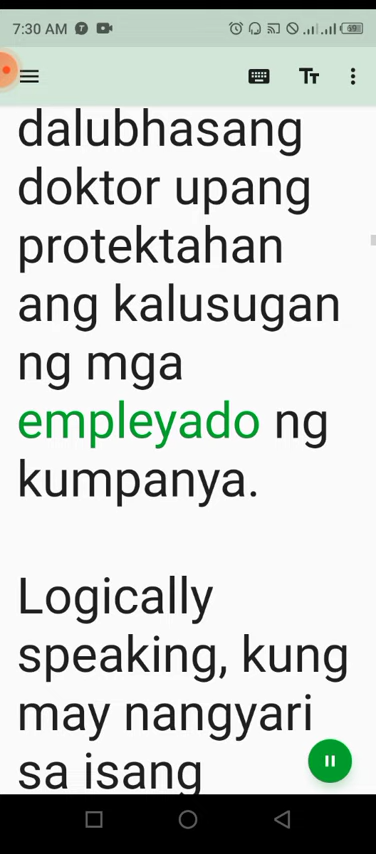 7:30 AM
49
dalubhasang
doktor upang
protektahan
ang kalusugan
ng mga
empleyado ng
kumpanya.
Logically
speaking, kung
may nangyari
sa isang